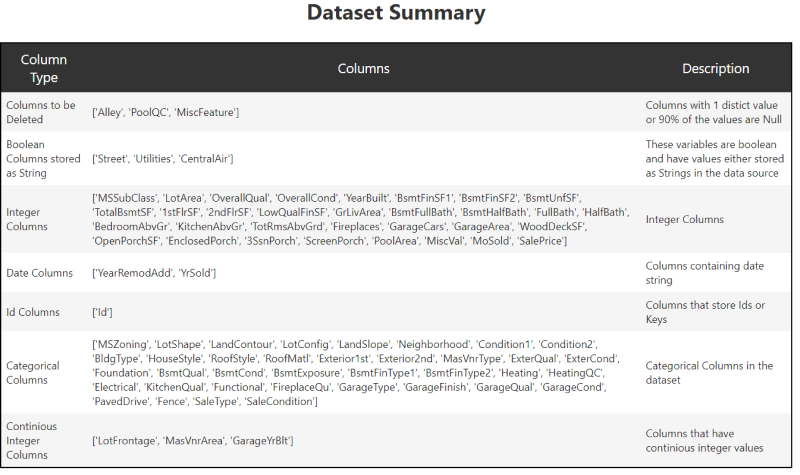 Dataset Summary
Column
Type
Columns
Description
Columns to be
Deleted
['Alley', 'PoolQC', 'MiscFeature']
Columns with 1 distict value
or 90% of the values are Null
Boolean
Columns stored
as String
['Street', 'Utilities', 'CentralAir']
These variables are boolean
and have values either stored
as Strings in the data source
Integer
Columns
['MSSubClass', 'LotArea', 'OverallQual', 'OverallCond', 'YearBuilt', 'BsmtFinSF1', 'BsmtFinSF2', 'BsmtUnfSF',
'TotalBsmtSF', '1stFlrSF', '2ndFlrSF', 'LowQualFinSF', 'GrLivArea', 'BsmtFullBath', 'BsmtHalfBath', 'FullBath', 'HalfBath',
'BedroomAbvGr', 'KitchenAbvGr', 'TotRmsAbvGrd', 'Fireplaces', 'GarageCars', 'GarageArea', 'WoodDeckSF',
'OpenPorchSF', 'EnclosedPorch', '3SsnPorch', 'ScreenPorch', 'PoolArea', 'MiscVal', 'MoSold', 'SalePrice']
Integer Columns
Date Columns
['YearRemodAdd', 'YrSold']
Columns containing date
string
Id Columns
['Id']
Columns that store Ids or
Keys
Categorical
Columns
['MSZoning', 'LotShape', 'LandContour', 'LotConfig', 'LandSlope', 'Neighborhood', 'Condition1', 'Condition2',
'BldgType', 'HouseStyle', 'RoofStyle', 'RoofMatl', 'Exterior1st', 'Exterior2nd', 'MasVnrType', 'ExterQual', 'ExterCond',
'Foundation', 'BsmtQual', 'BsmtCond', 'BsmtExposure', 'BsmtFinType1', 'BsmtFinType2', 'Heating', 'HeatingQC',
'Electrical', 'KitchenQual', 'Functional', 'FireplaceQu', 'GarageType', 'GarageFinish', 'GarageQual', 'GarageCond',
'PavedDrive', 'Fence', 'SaleType', 'SaleCondition']
Categorical Columns in the
dataset
Continious
Integer
Columns
['LotFrontage', 'MasVnrArea', 'GarageYrBlt']
Columns that have
continious integer values